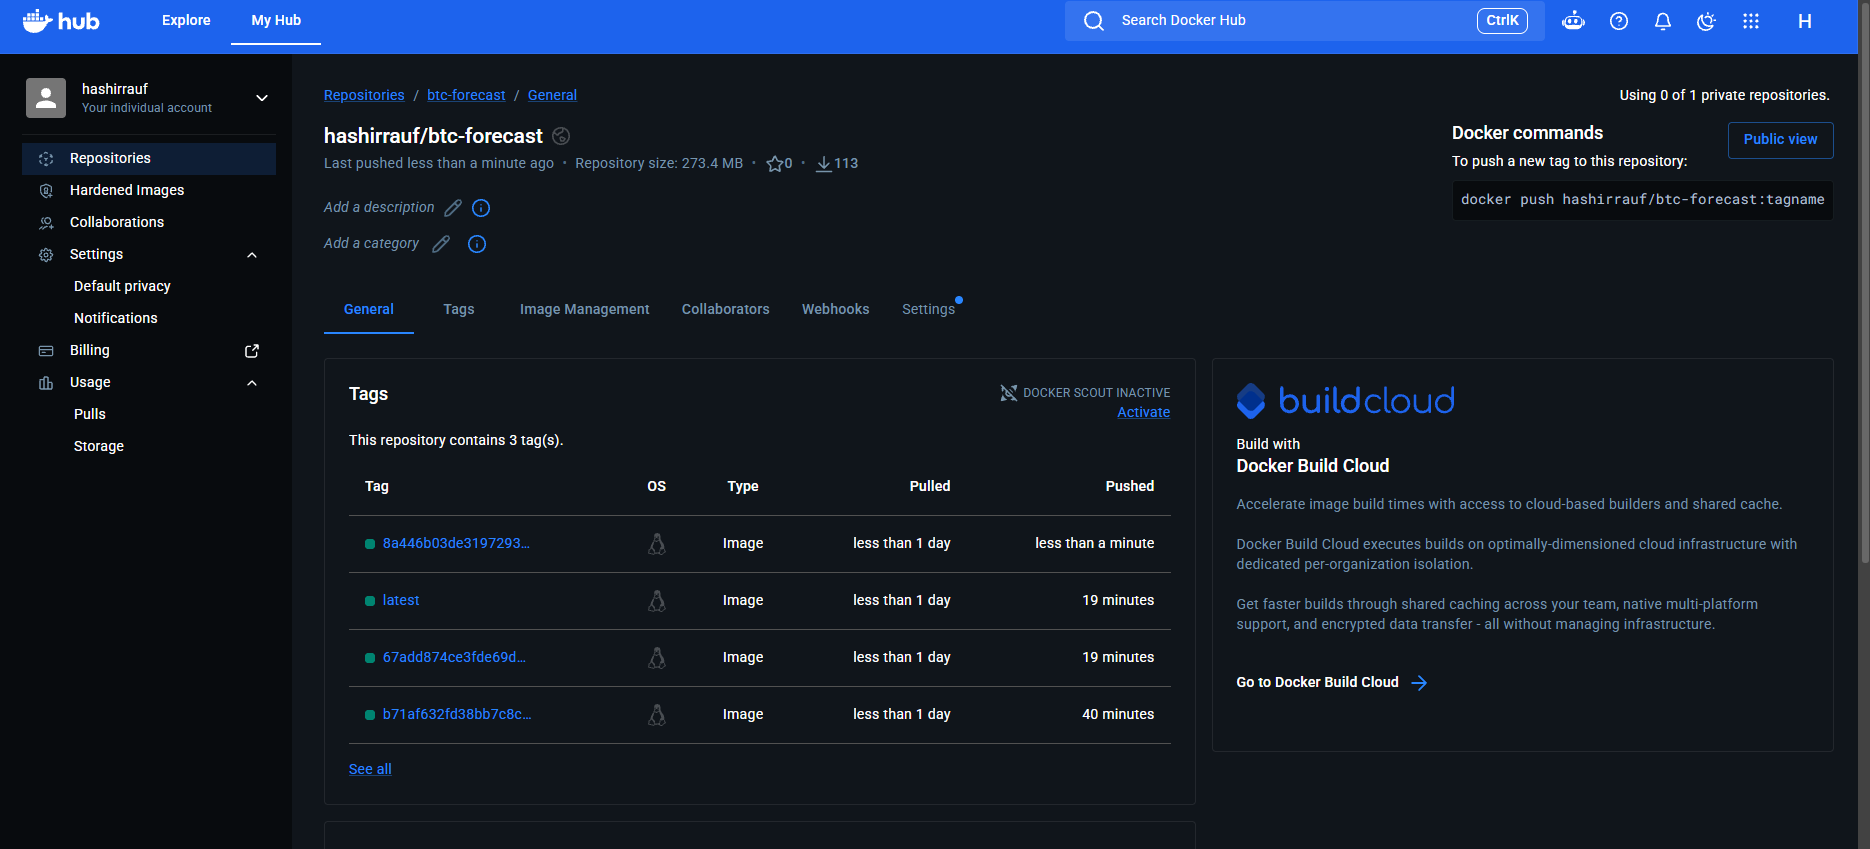 hub
Explore
My Hub
Search Docker Hub
CtrlK
H
hashirrauf
Your individual account
Repositories
Hardened Images
Collaborations
Settings
Default privacy
Notifications
Billing
Usage
Pulls
Storage
Repositories / btc-forecast / General
Using 0 of 1 private repositories.
hashirrauf/btc-forecast
Last pushed less than a minute ago • Repository size: 273.4 MB • 0 • 113
Add a description
Add a category
Docker commands
Public view
To push a new tag to this repository:
docker push hashirrauf/btc-forecast:tagname
General
Tags
Image Management
Collaborators
Webhooks
Settings
Tags
DOCKER SCOUT INACTIVE
Activate
This repository contains 3 tag(s).
Tag OS Type Pulled Pushed
8a446b03de3197293… Image less than 1 day less than a minute
latest Image less than 1 day 19 minutes
67add874ce3fde69d… Image less than 1 day 19 minutes
b71af632fd38bb7c8c… Image less than 1 day 40 minutes
See all
buildcloud
Build with
Docker Build Cloud
Accelerate image build times with access to cloud-based builders and shared cache.
Docker Build Cloud executes builds on optimally-dimensioned cloud infrastructure with
dedicated per-organization isolation.
Get faster builds through shared caching across your team, native multi-platform
support, and encrypted data transfer - all without managing infrastructure.
Go to Docker Build Cloud